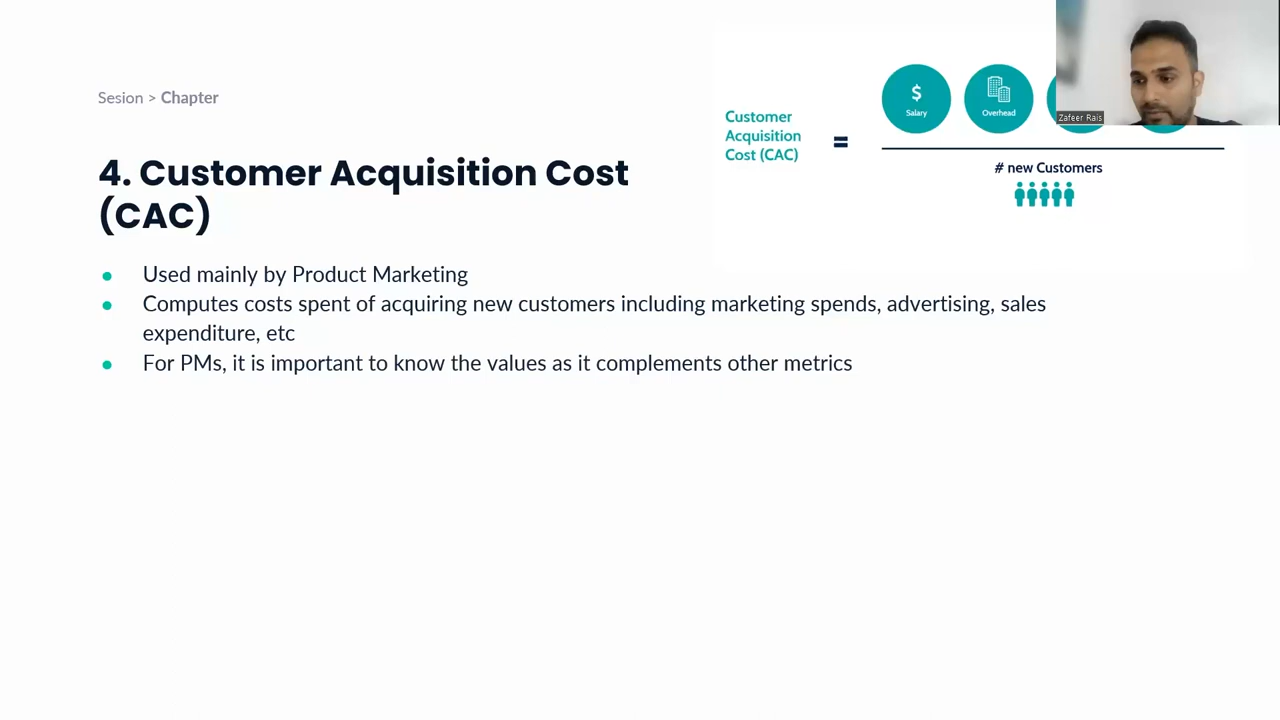 Sesion > Chapter
4. Customer Acquisition Cost
(CAC)
Used mainly by Product Marketing
Computes costs spent of acquiring new customers including marketing spends, advertising, sales
expenditure, etc
For PMs, it is important to know the values as it complements other metrics
Customer
Acquisition
Cost (CAC)
=
$
Salary
Overhead
# new Customers
Zafeer Rais